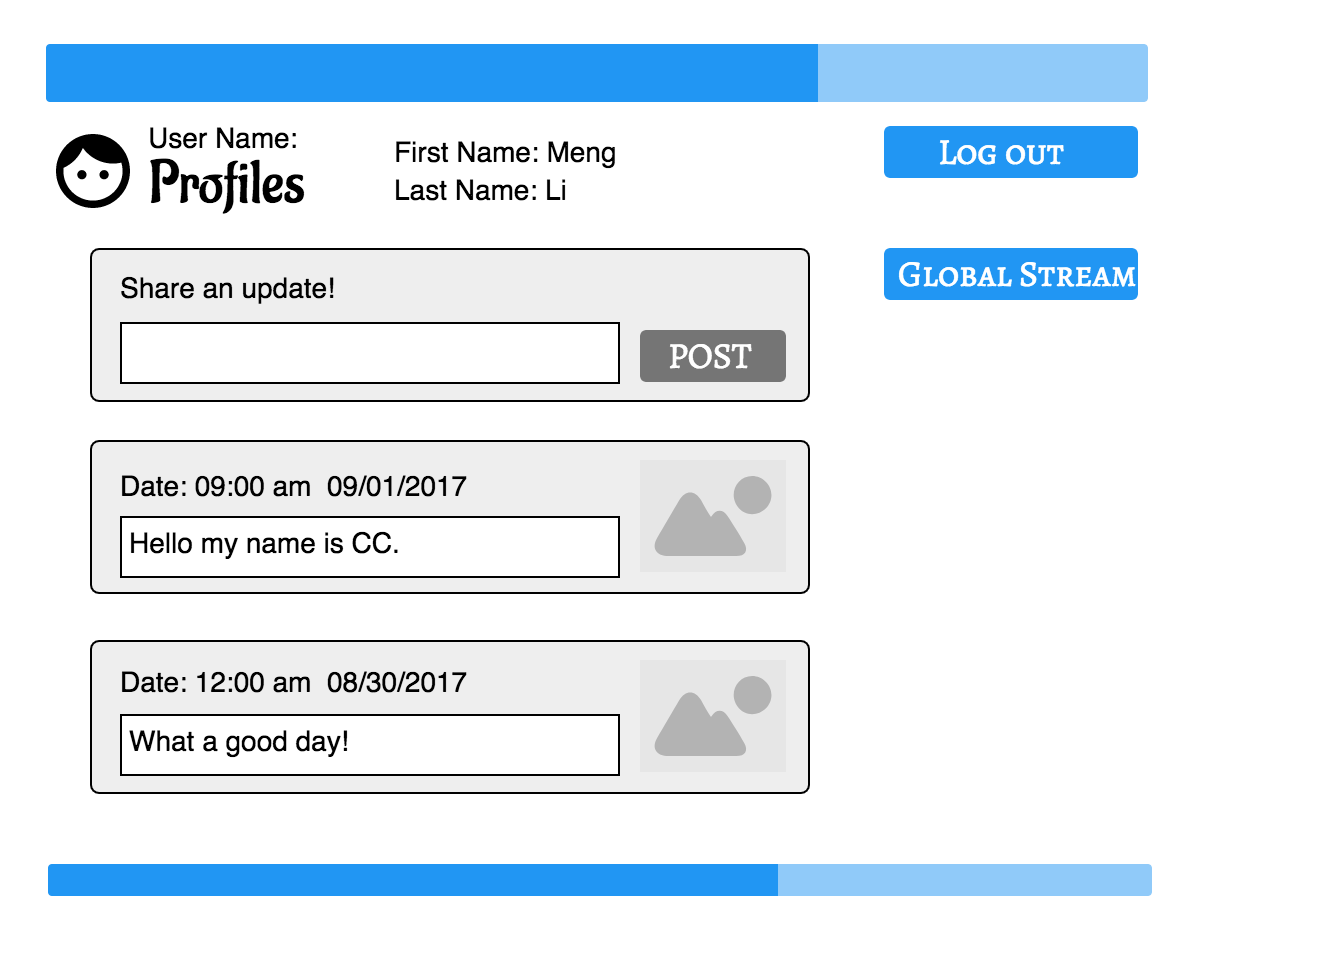 User Name:
Profiles
First Name: Meng
Last Name: Li
Log out
Global Stream
Share an update!
POST
Date: 09:00 am  09/01/2017
Hello my name is CC.
Date: 12:00 am  08/30/2017
What a good day!